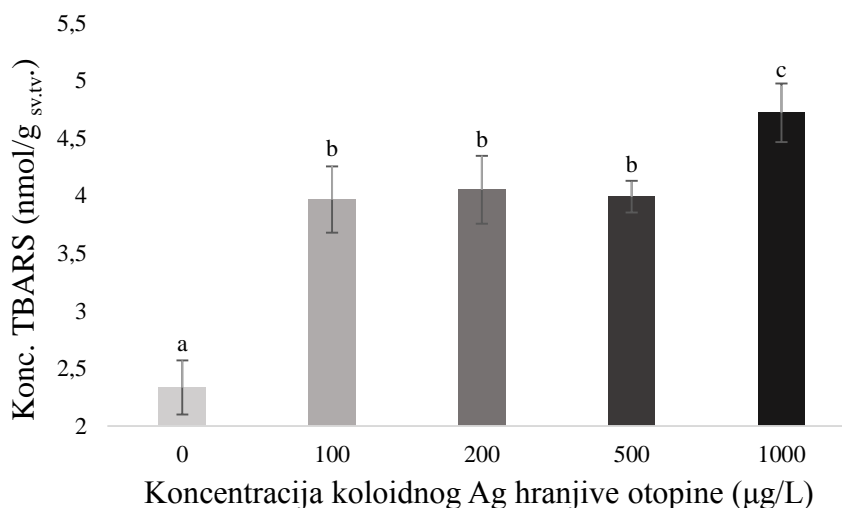 Konc. TBARS (nmol/g sv.tv.)
5,5
5
4,5
4
3,5
3
2,5
2
a
b
b
b
c
0 100 200 500 1000
Koncentracija koloidnog Ag hranjive otopine (µg/L)